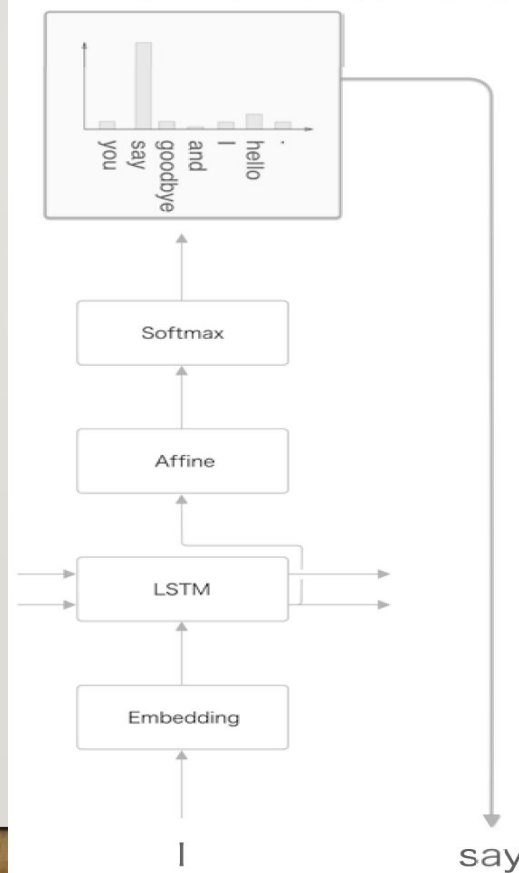 you say goodbye and I hello .
Softmax
Affine
LSTM
Embedding
I say